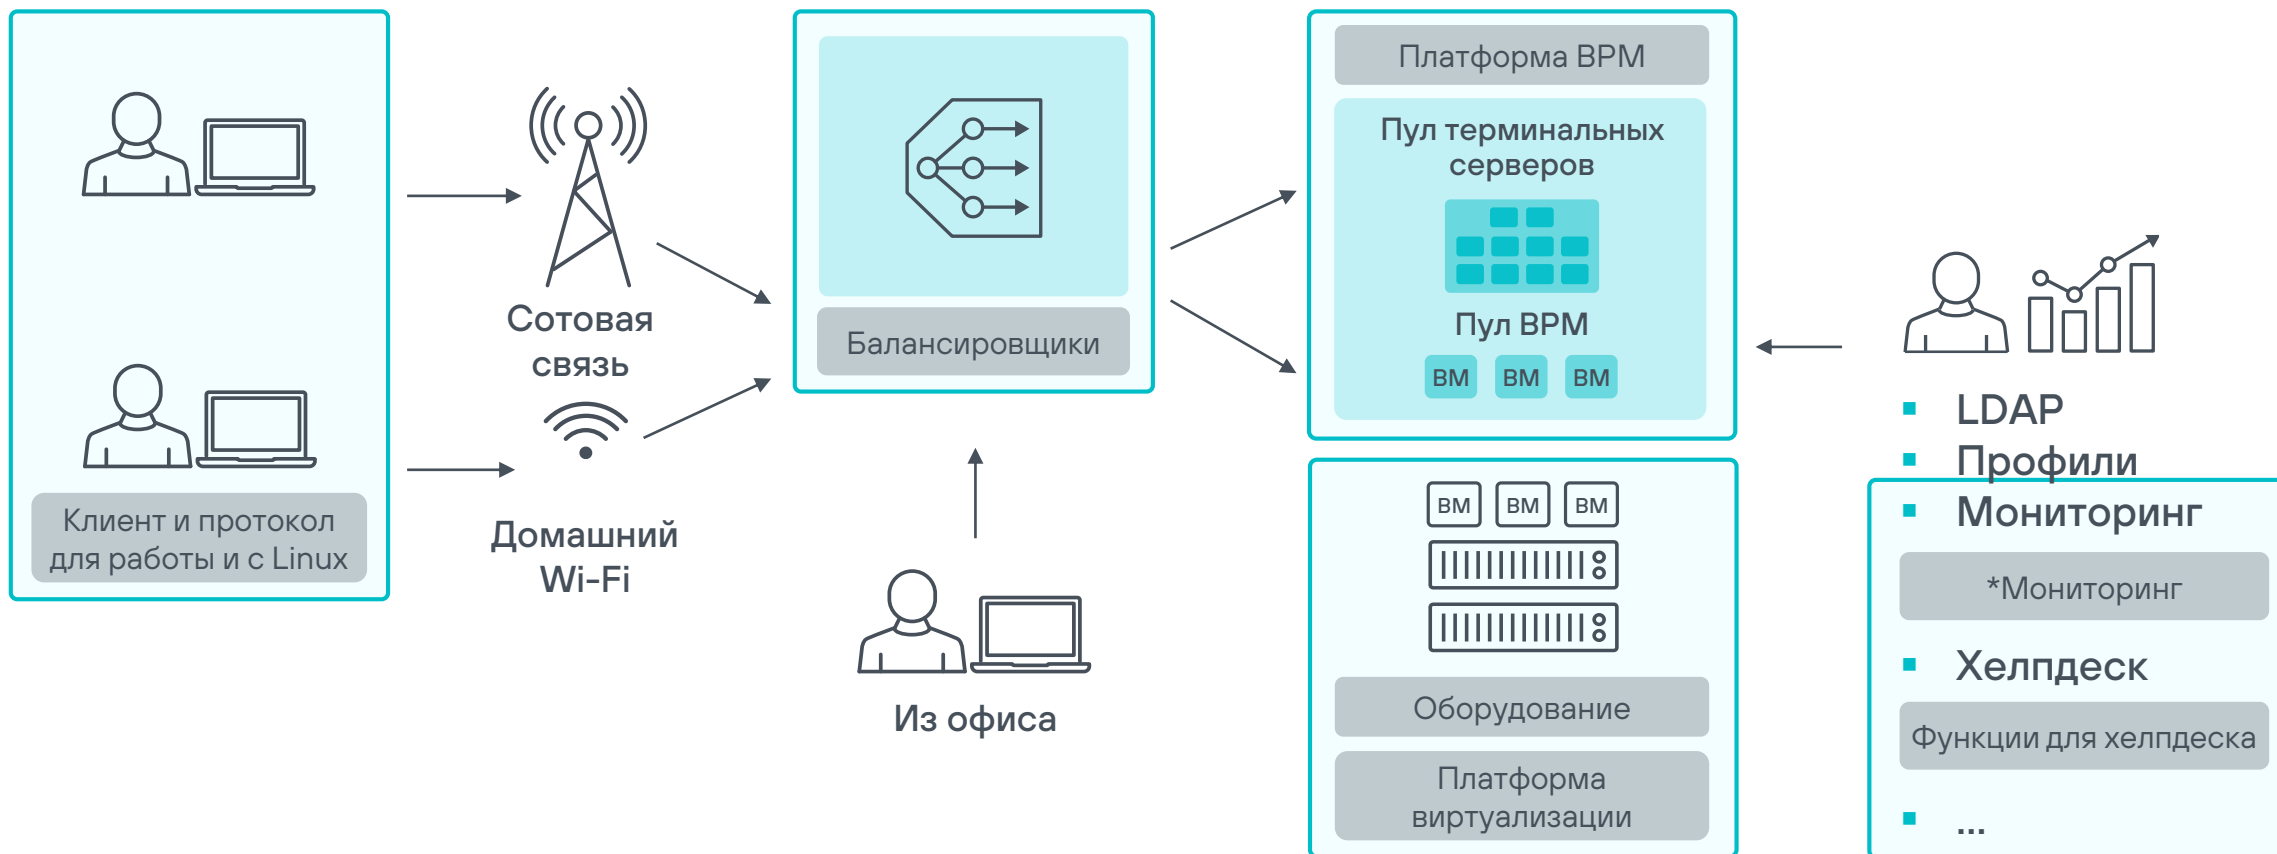 Клиент и протокол
для работы и с Linux
Сотовая
связь
Домашний
Wi-Fi
Балансировщики
Из офиса
Платформа ВРМ
Пул терминальных
серверов
Пул ВРМ
ВМ ВМ ВМ
ВМ ВМ ВМ
Оборудование
Платформа
виртуализации
▪ LDAP
▪ Профили
▪ Мониторинг
*Мониторинг
▪ Хелпдеск
Функции для хелпдеска
▪ ...